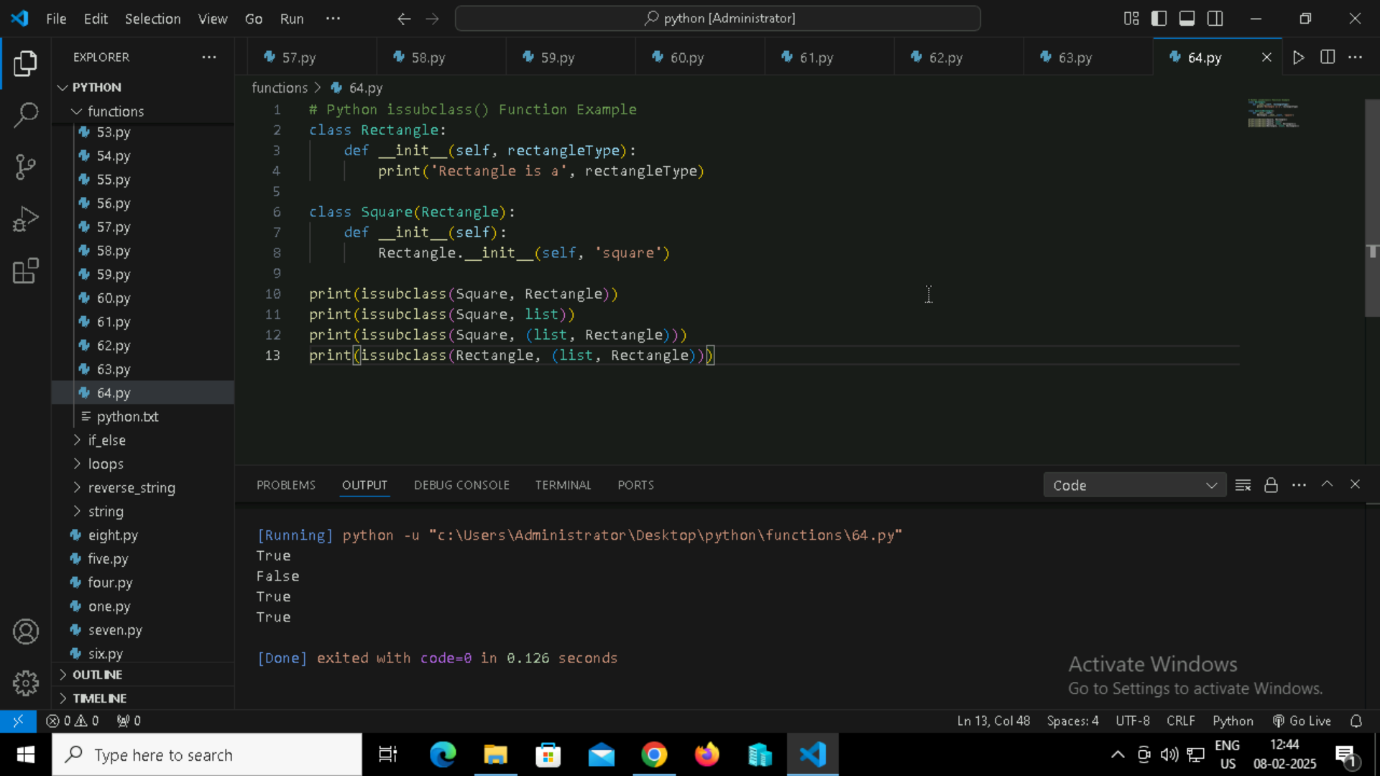 File Edit Selection View Go Run ··· python [Administrator]
EXPLORER ···
57.py 58.py 59.py 60.py 61.py 62.py 63.py 64.py ···
PYTHON
functions
53.py
54.py
55.py
56.py
57.py
58.py
59.py
60.py
61.py
62.py
63.py
64.py
python.txt
if_else
loops
reverse_string
string
eight.py
five.py
four.py
one.py
seven.py
six.py
OUTLINE
TIMELINE
functions > 64.py
1 # Python issubclass() Function Example
2 class Rectangle:
3 def __init__(self, rectangleType):
4 print('Rectangle is a', rectangleType)
5
6 class Square(Rectangle):
7 def __init__(self):
8 Rectangle.__init__(self, 'square')
9
10 print(issubclass(Square, Rectangle))
11 print(issubclass(Square, list))
12 print(issubclass(Square, (list, Rectangle)))
13 print(issubclass(Rectangle, (list, Rectangle)))
PROBLEMS OUTPUT DEBUG CONSOLE TERMINAL PORTS Code ···
[Running] python -u "c:\Users\Administrator\Desktop\python\functions\64.py"
True
False
True
True
[Done] exited with code=0 in 0.126 seconds
Activate Windows
Go to Settings to activate Windows.
0 0 0 Ln 13, Col 48 Spaces: 4 UTF-8 CRLF Python Go Live
Type here to search
ENG
US
12:44
08-02-2025
1